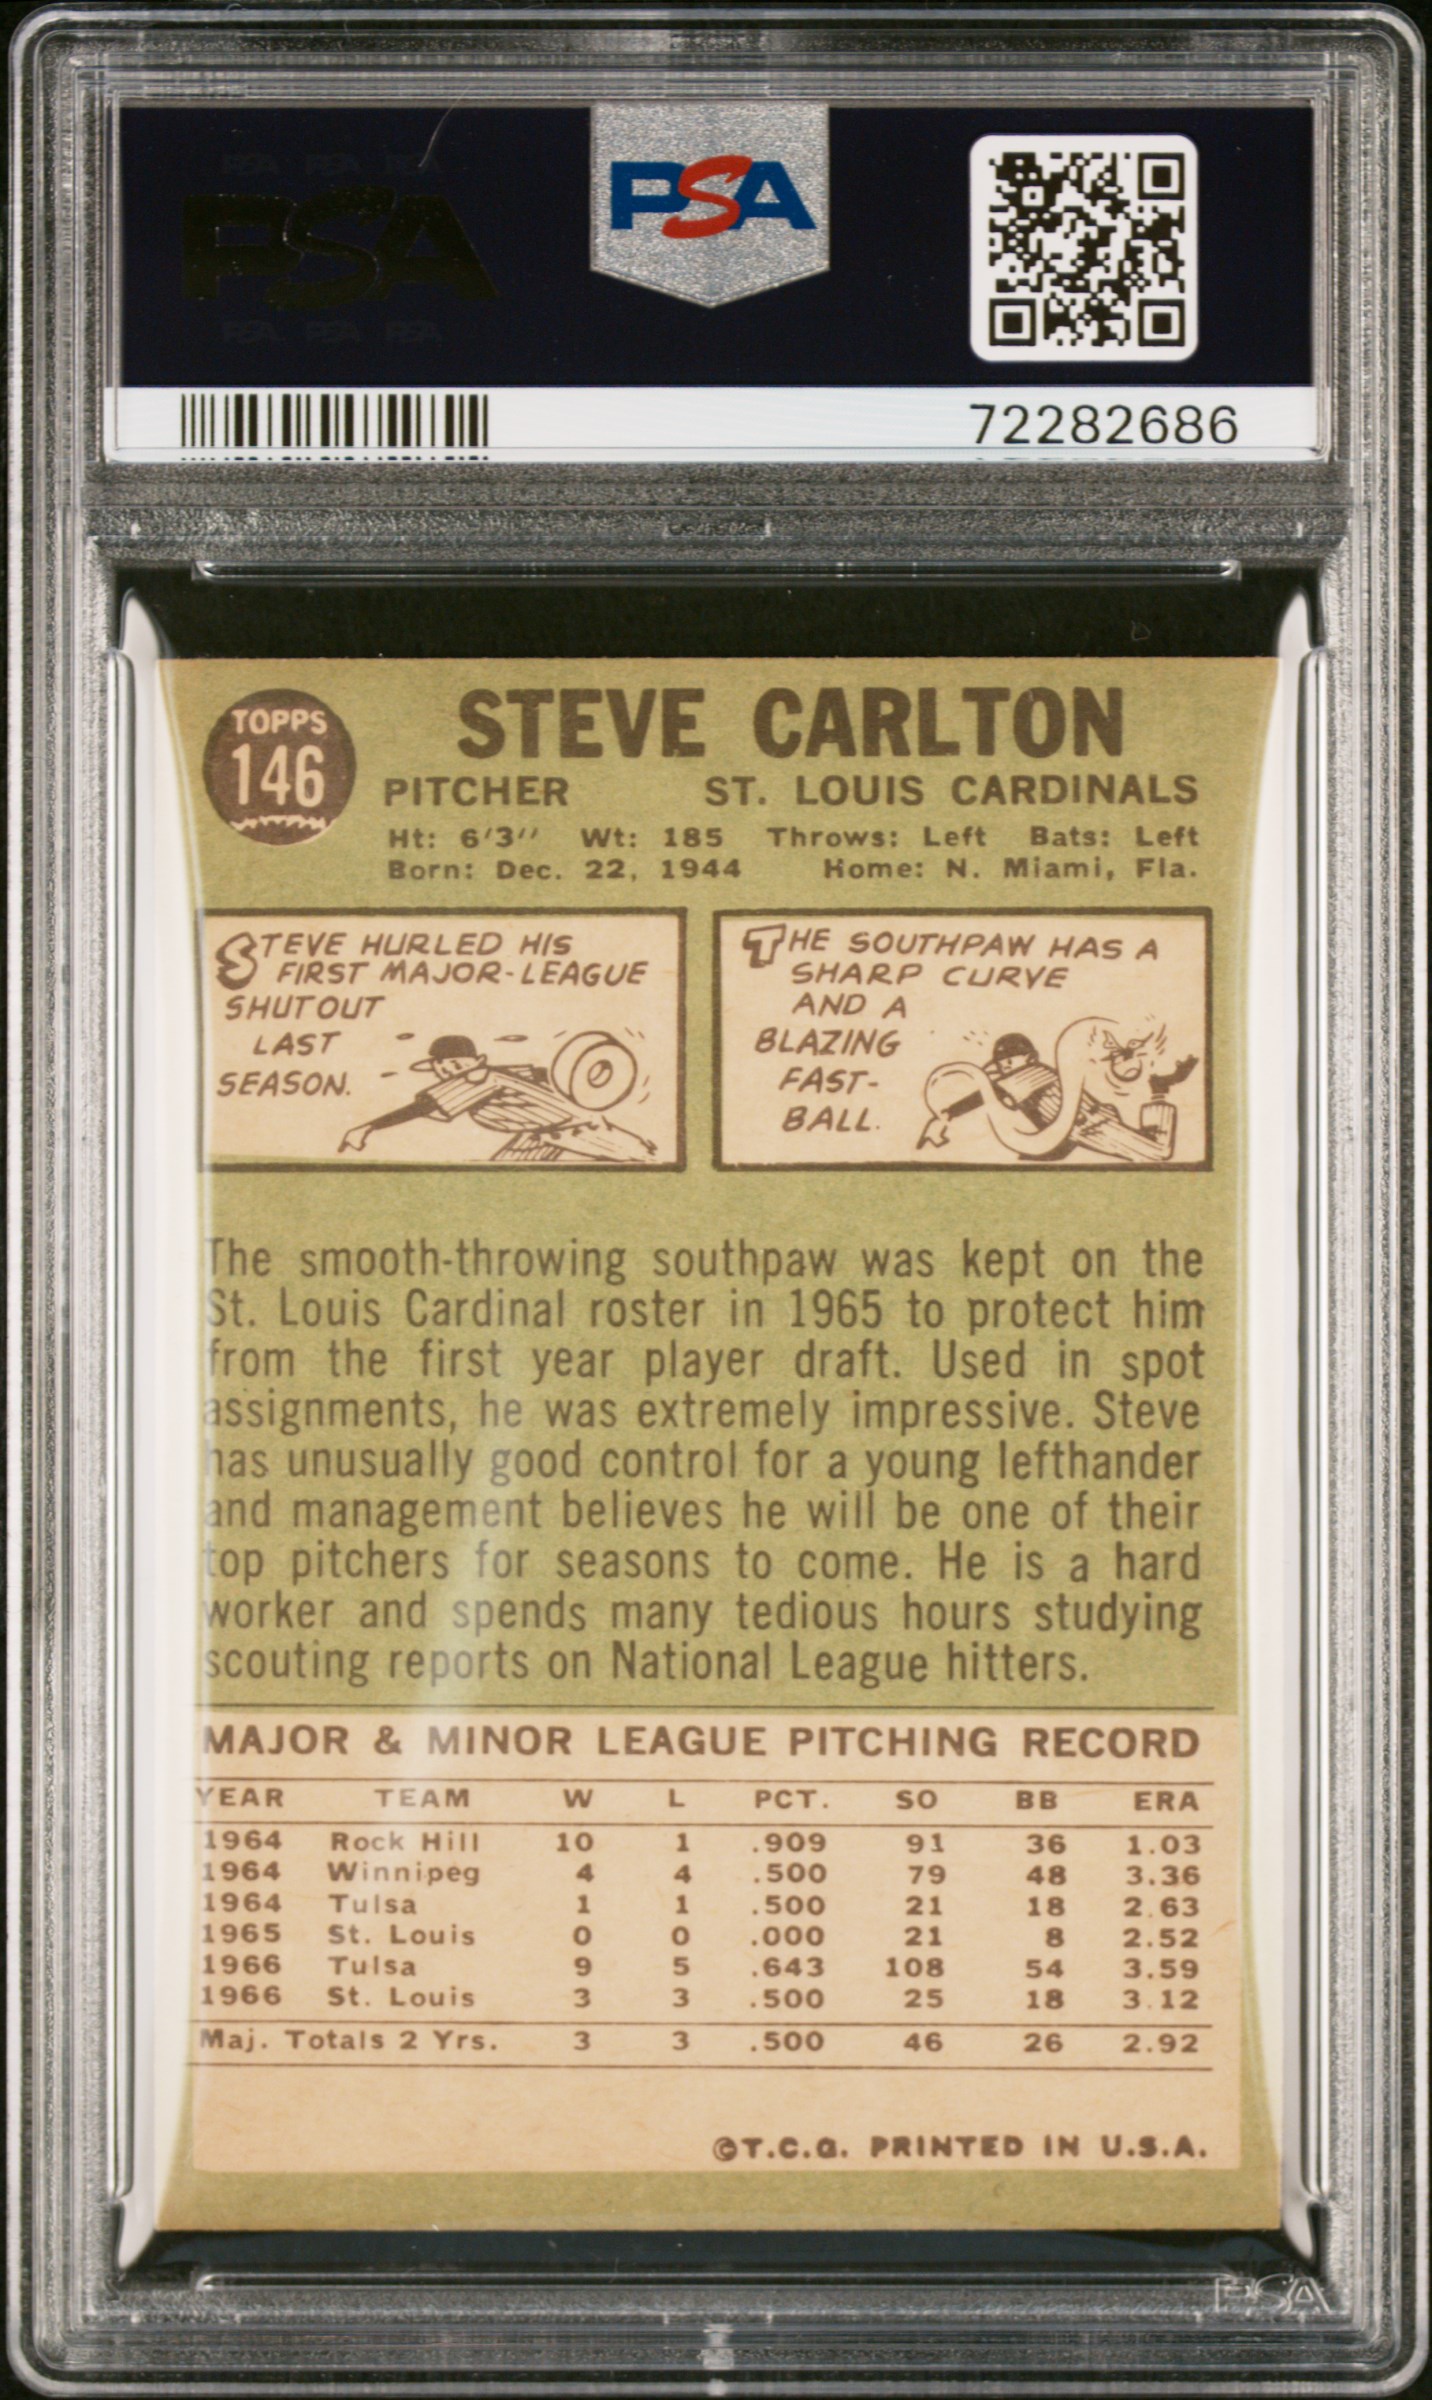 PSA PSA PSA
PSA
PSA PSA PSA
PSA
72282686
TOPPS
146
STEVE CARLTON
PITCHER ST. LOUIS CARDINALS
Ht: 6'3" Wt: 185 Throws: Left Bats: Left
Born: Dec. 22, 1944 Home: N. Miami, Fla.
STEVE HURLED HIS
FIRST MAJOR-LEAGUE
SHUTOUT
LAST
SEASON.
THE SOUTHPAW HAS A
SHARP CURVE
AND A
BLAZING
FAST-
BALL.
The smooth-throwing southpaw was kept on the
St. Louis Cardinal roster in 1965 to protect him
from the first year player draft. Used in spot
assignments, he was extremely impressive. Steve
has unusually good control for a young lefthander
and management believes he will be one of their
top pitchers for seasons to come. He is a hard
worker and spends many tedious hours studying
scouting reports on National League hitters.
MAJOR & MINOR LEAGUE PITCHING RECORD
YEAR TEAM W L PCT. SO BB ERA
1964 Rock Hill 10 1 .909 91 36 1.03
1964 Winnipeg 4 4 .500 79 48 3.36
1964 Tulsa 1 1 .500 21 18 2.63
1965 St. Louis 0 0 .000 21 8 2.52
1966 Tulsa 9 5 .643 108 54 3.59
1966 St. Louis 3 3 .500 25 18 3.12
Maj. Totals 2 Yrs. 3 3 .500 46 26 2.92
©T.C.G. PRINTED IN U.S.A.
PSA